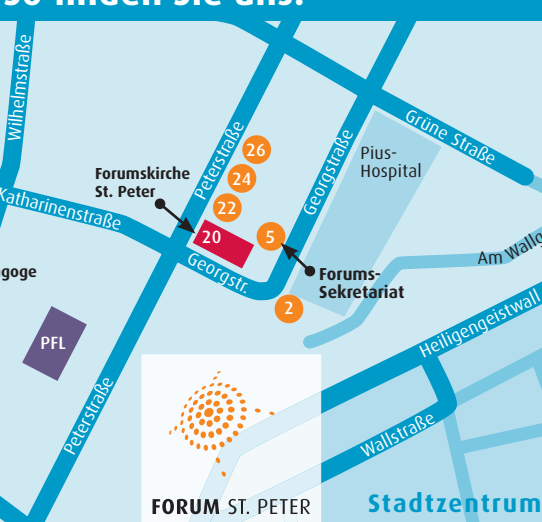 so finden Sie uns:
Wilhelmstraße
Peterstraße
Grüne Straße
26
Georgstraße
Pius-
Hospital
24
Forumskirche
St. Peter
22
Katharinenstraße
20
5
Am Wallg
Georgstr.
goge
Forums-
Sekretariat
2
Heiligengeistwall
PFL
Peterstraße
Wallstraße
FORUM ST. PETER
Stadtzentrum